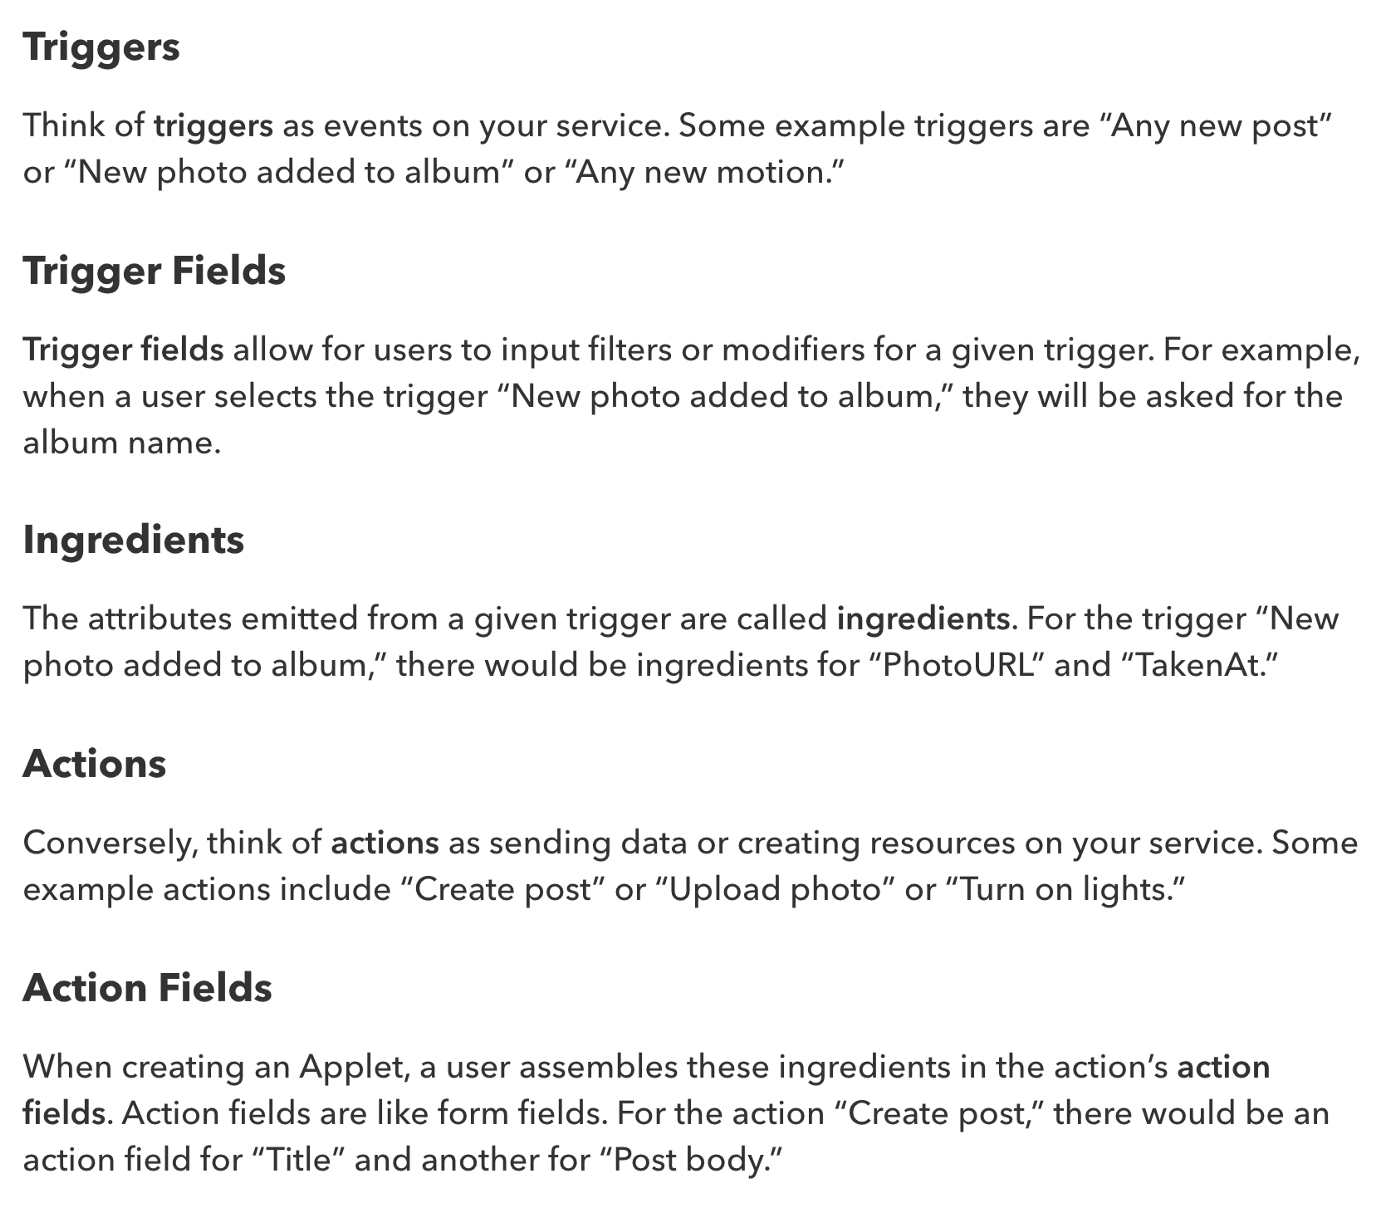 Triggers
Think of triggers as events on your service. Some example triggers are “Any new post”
or “New photo added to album” or “Any new motion.”
Trigger Fields
Trigger fields allow for users to input filters or modifiers for a given trigger. For example,
when a user selects the trigger “New photo added to album,” they will be asked for the
album name.
Ingredients
The attributes emitted from a given trigger are called ingredients. For the trigger “New
photo added to album,” there would be ingredients for “PhotoURL” and “TakenAt.”
Actions
Conversely, think of actions as sending data or creating resources on your service. Some
example actions include “Create post” or “Upload photo” or “Turn on lights.”
Action Fields
When creating an Applet, a user assembles these ingredients in the action’s action
fields. Action fields are like form fields. For the action “Create post,” there would be an
action field for “Title” and another for “Post body.”